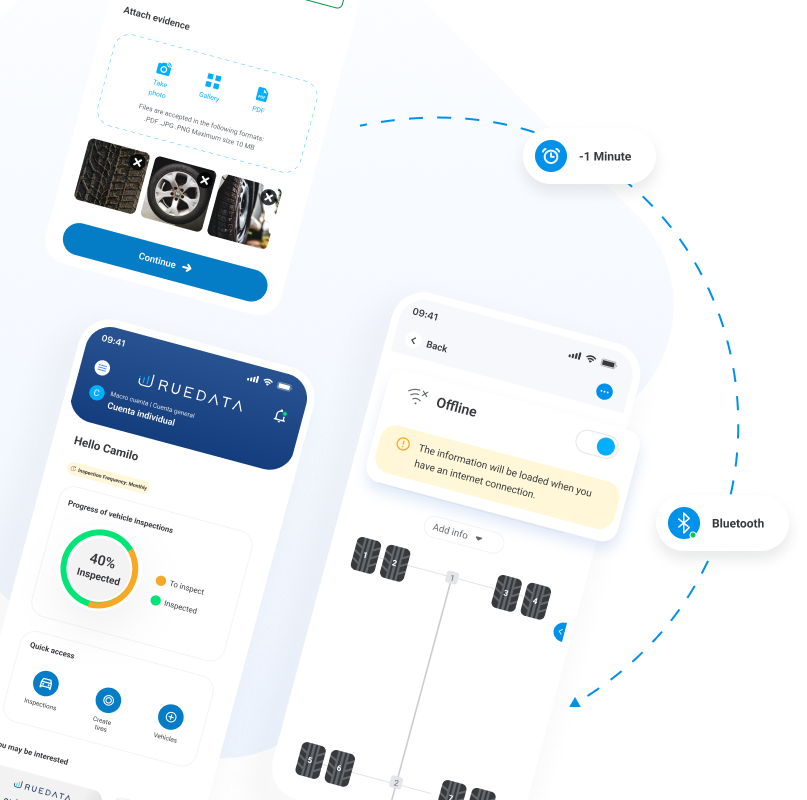 Attach evidence
Take
photo
Gallery
PDF
PDF
Files are accepted in the following formate:
.PDF .JPG .PNG Maximum size 10 MB
Continue
-1 Minute
09:41
RUEDATA
C
Macro cuenta | Cuenta general
Cuenta individual
Hello Camilo
Inspection Frequency: Monthly
Progress of vehicle inspections
40%
Inspected
To inspect
Inspected
Quick access
Inspections
Create
tires
Vehicles
ou may be interested
RUEDATA
09:41
Back
Offline
The information will be loaded when you
have an internet connection.
Add info
1
2
1
3
4
5
6
2
7
Bluetooth